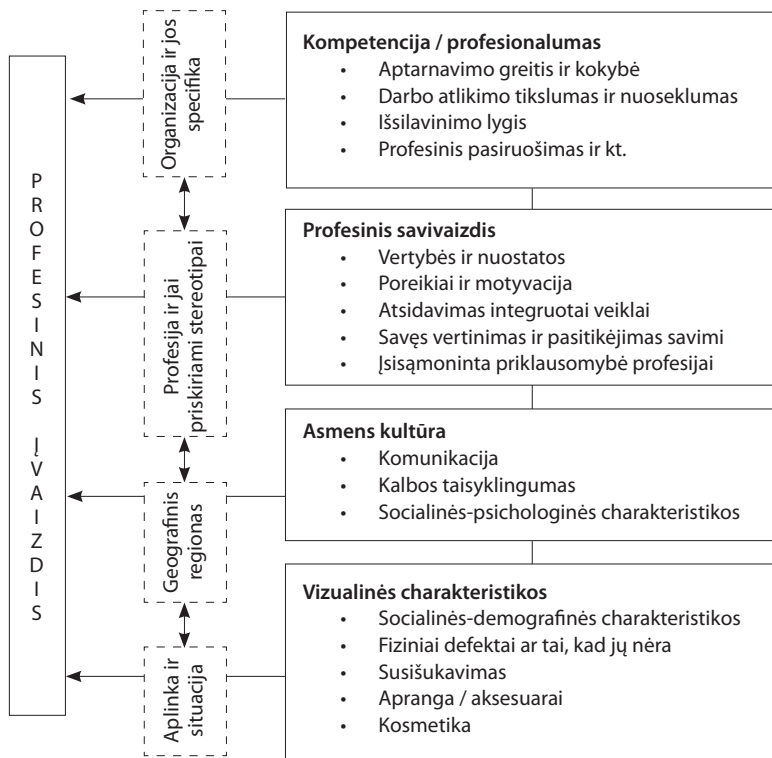 PROFESINIS ĮVAIZDIS
Organizacija ir jos
specifika
Profesija ir jai
priskiriami stereotipai
Geografinis
regionas
Aplinka ir
situacija
Kompetencija / profesionalumas
• Aptarnavimo greitis ir kokybė
• Darbo atlikimo tikslumas ir nuoseklumas
• Išsilavinimo lygis
• Profesinis pasiruošimas ir kt.
Profesinis savivaizdis
• Vertybės ir nuostatos
• Poreikiai ir motyvacija
• Atsidavimas integruotai veiklai
• Savęs vertinimas ir pasitikėjimas savimi
• Įsisąmoninta priklausomybė profesijai
Asmens kultūra
• Komunikacija
• Kalbos taisyklingumas
• Socialinės-psichologinės charakteristikos
Vizualinės charakteristikos
• Socialinės-demografinės charakteristikos
• Fiziniai defektai ar tai, kad jų nėra
• Susišukavimas
• Apranga / aksesuarai
• Kosmetika